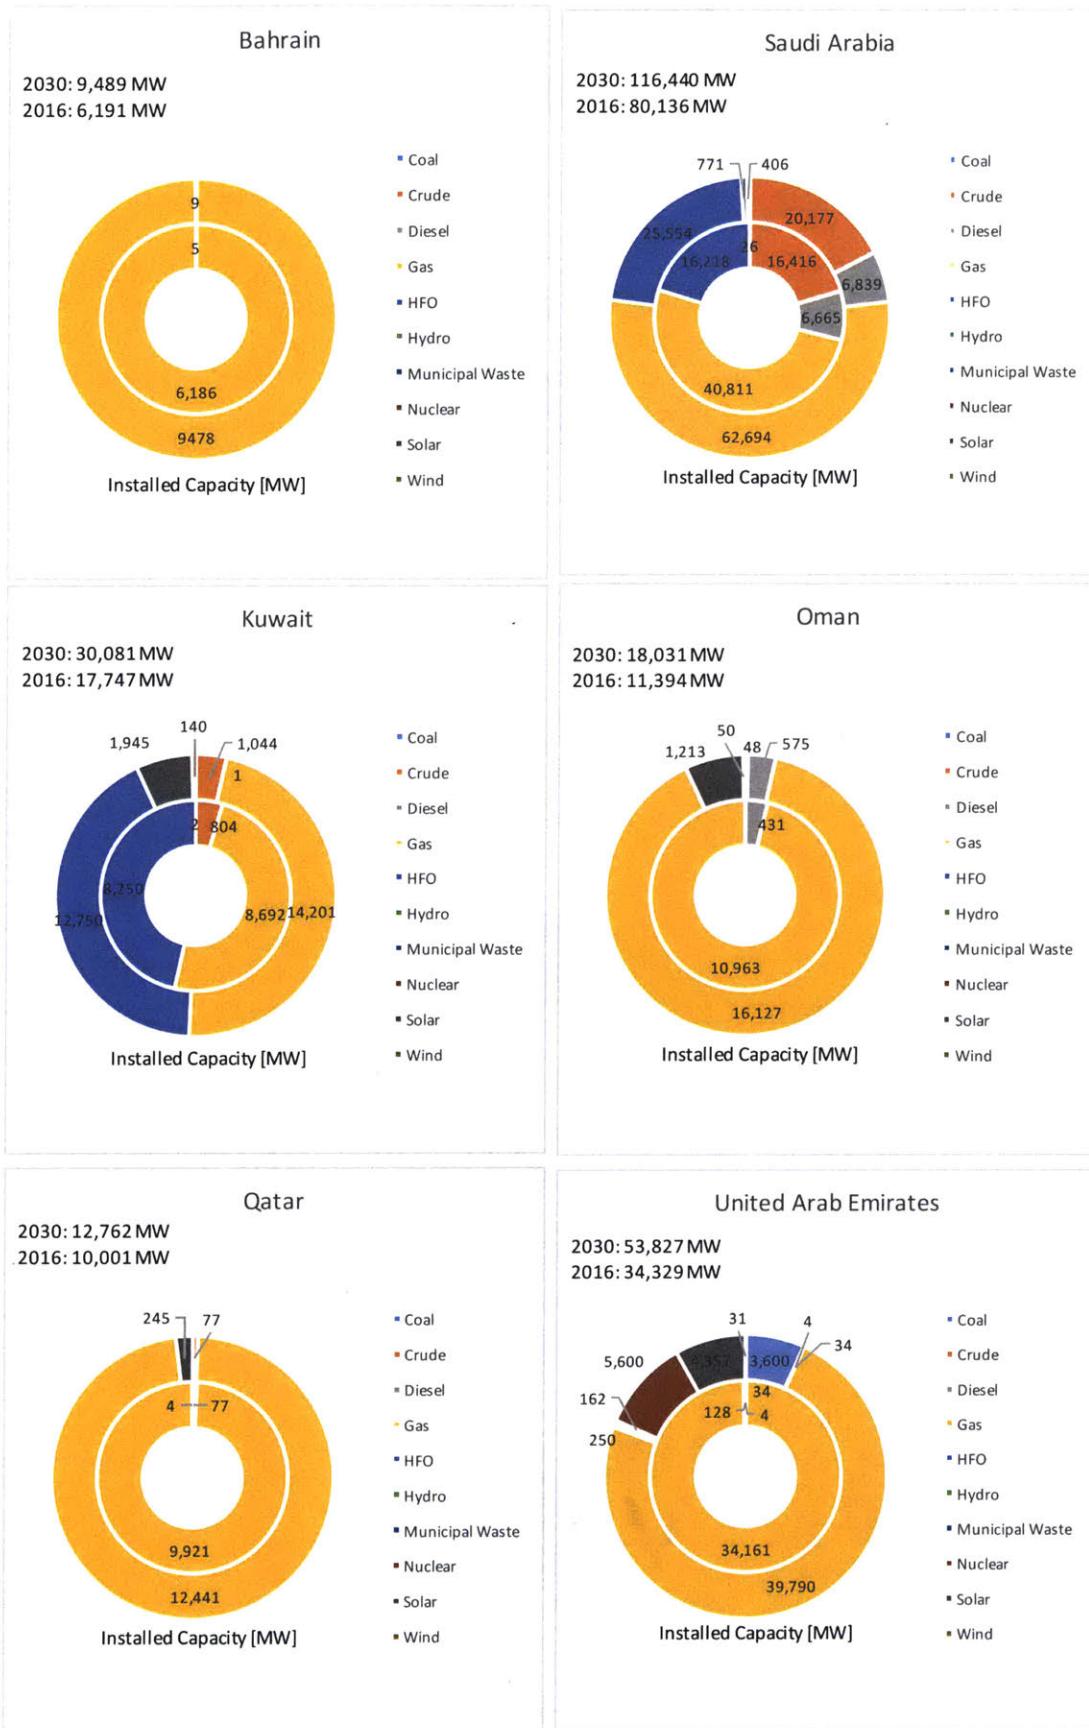 Bahrain
2030: 9,489 MW
2016: 6,191 MW
9
5
6,186
9478
Installed Capacity [MW]
Coal
Crude
Diesel
Gas
HFO
Hydro
Municipal Waste
Nuclear
Solar
Wind
Saudi Arabia
2030: 116,440 MW
2016: 80,136 MW
771
406
20,177
25,554
26
16,218
16,416
6,839
6,665
40,811
62,694
Installed Capacity [MW]
Coal
Crude
Diesel
Gas
HFO
Hydro
Municipal Waste
Nuclear
Solar
Wind
Kuwait
2030: 30,081 MW
2016: 17,747 MW
140
1,945
1,044
1
2
804
8,250
12,750
8,692
14,201
Installed Capacity [MW]
Coal
Crude
Diesel
Gas
HFO
Hydro
Municipal Waste
Nuclear
Solar
Wind
Oman
2030: 18,031 MW
2016: 11,394 MW
50
1,213
48
575
431
10,963
16,127
Installed Capacity [MW]
Coal
Crude
Diesel
Gas
HFO
Hydro
Municipal Waste
Nuclear
Solar
Wind
Qatar
2030: 12,762 MW
2016: 10,001 MW
245
77
4
77
9,921
12,441
Installed Capacity [MW]
Coal
Crude
Diesel
Gas
HFO
Hydro
Municipal Waste
Nuclear
Solar
Wind
United Arab Emirates
2030: 53,827 MW
2016: 34,329 MW
31
4
34
5,600
4,357
3,600
162
34
128
4
250
34,161
39,790
Installed Capacity [MW]
Coal
Crude
Diesel
Gas
HFO
Hydro
Municipal Waste
Nuclear
Solar
Wind